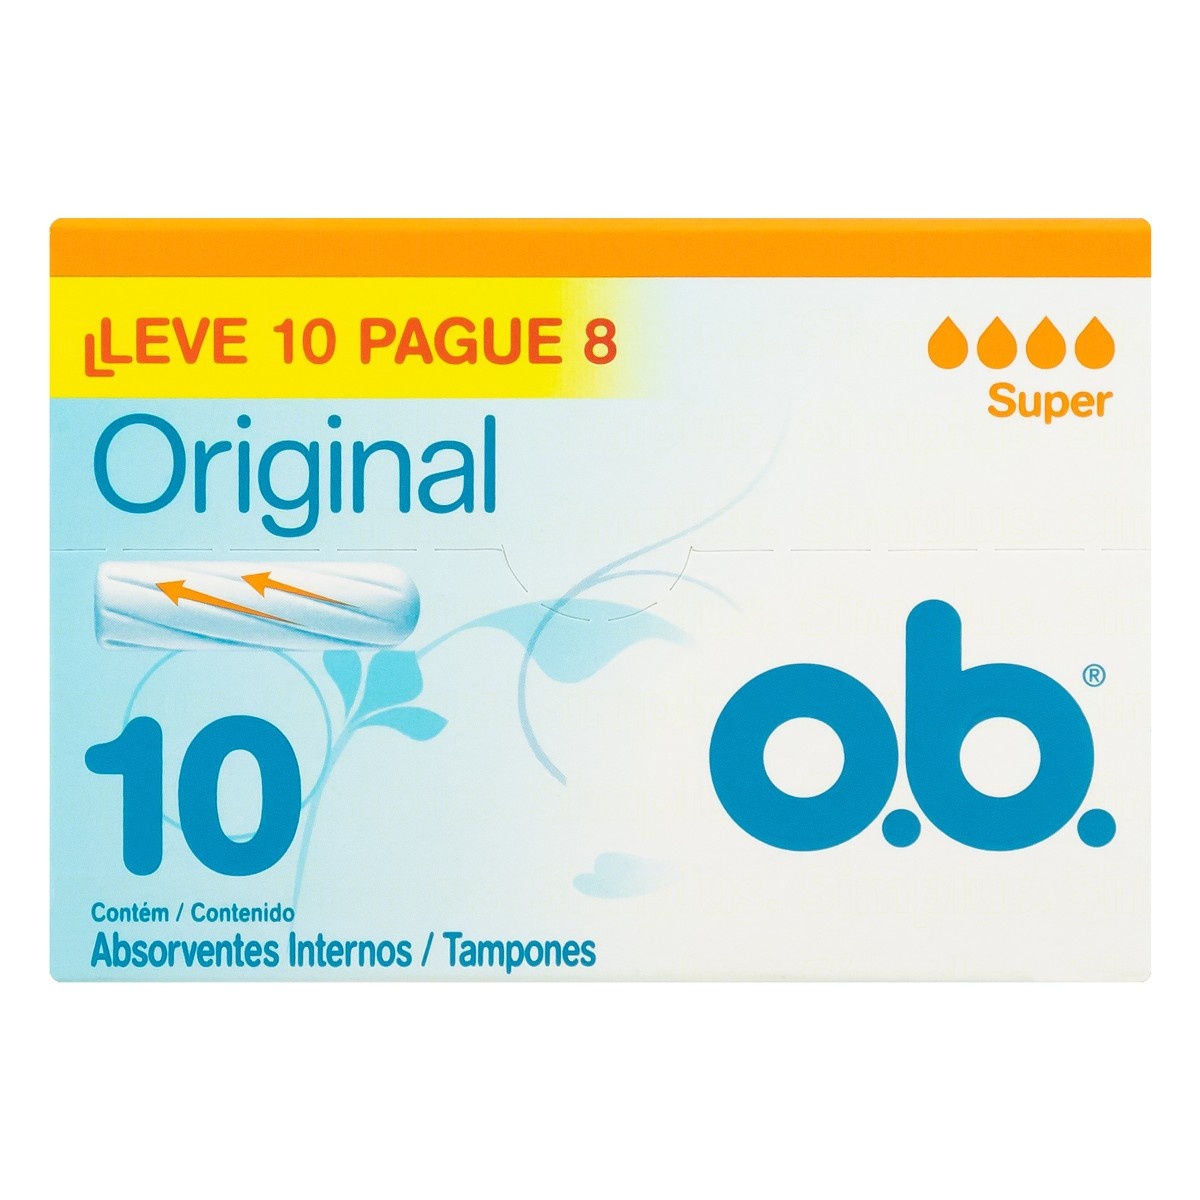 LEVE 10 PAGUE 8
Super
Original
o.b.®
10
Contém / Contenido
Absorventes Internos / Tampones